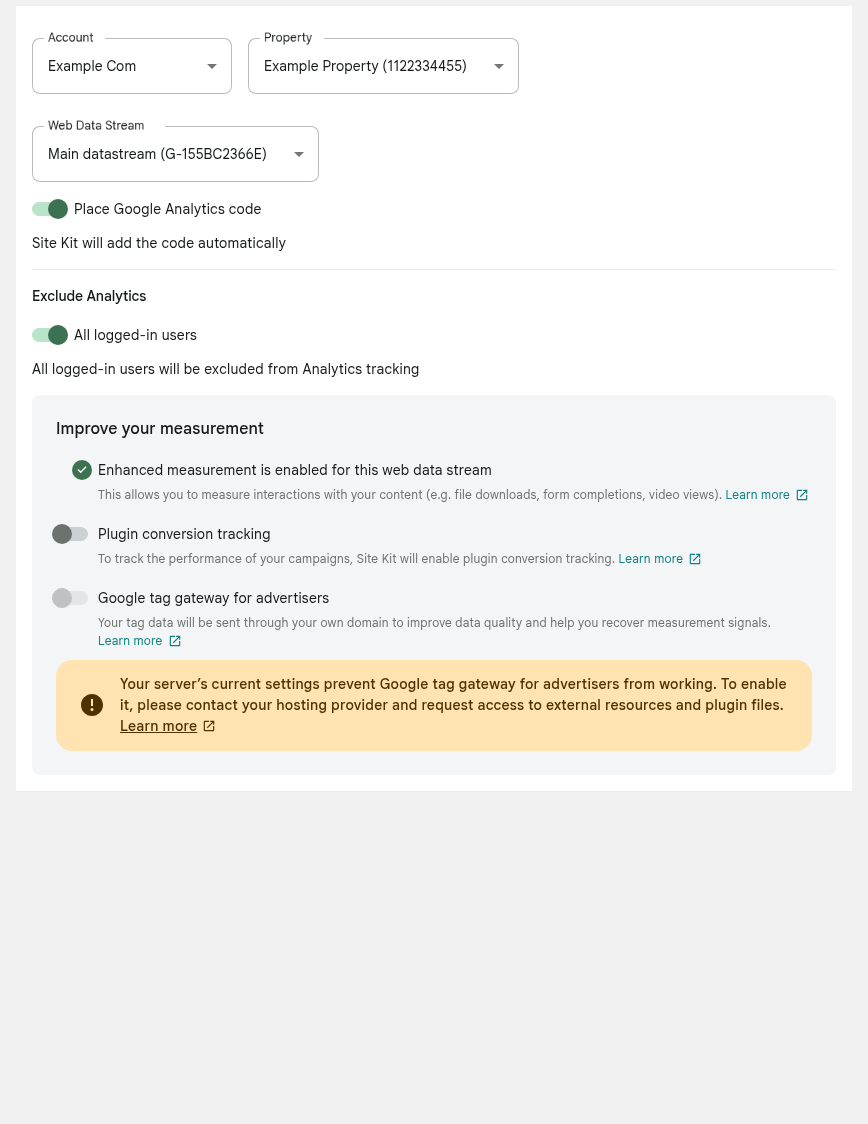 Account
Property
Example Com
Example Property (1122334455)
Web Data Stream
Main datastream (G-155BC2366E)
Place Google Analytics code
Site Kit will add the code automatically
Exclude Analytics
All logged-in users
All logged-in users will be excluded from Analytics tracking
Improve your measurement
Enhanced measurement is enabled for this web data stream
This allows you to measure interactions with your content (e.g. file downloads, form completions, video views). Learn more
Plugin conversion tracking
To track the performance of your campaigns, Site Kit will enable plugin conversion tracking. Learn more
Google tag gateway for advertisers
Your tag data will be sent through your own domain to improve data quality and help you recover measurement signals.
Learn more
Your server’s current settings prevent Google tag gateway for advertisers from working. To enable
it, please contact your hosting provider and request access to external resources and plugin files.
Learn more